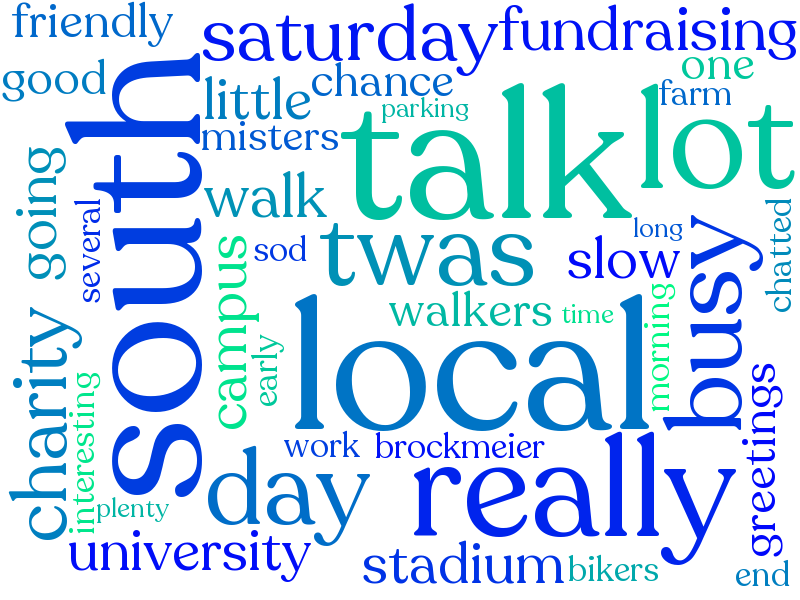 friendly
saturday
fundraising
good
south
little
chance
one
parking
farm
misters
talk
lot
going
walk
several
sod
twas
long
chatted
slow
busy
campus
walkers
time
morning
early
local
charity
interesting
work
brockmeier
greetings
day
really
plenty
university
stadium
bikers
end